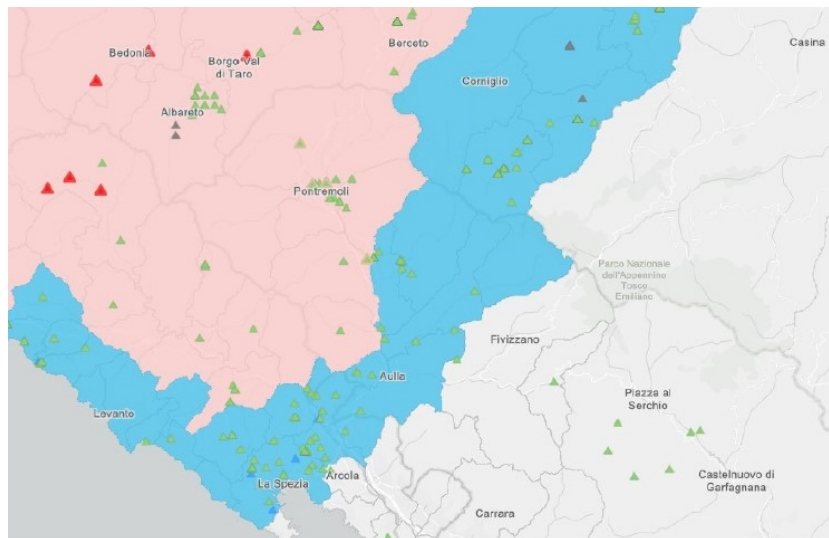 Casina
Berceto
Bedonia
Borgo Val
di Taro
Corniglio
Albareto
Pontremoli
Parco Nazionale
dell'Appennino
Tosco
Emiliano
Fivizzano
Aulla
Piazza al
Serchio
Levanto
Arcola
La Spezia
Castelnuovo di
Garfagnana
Carrara